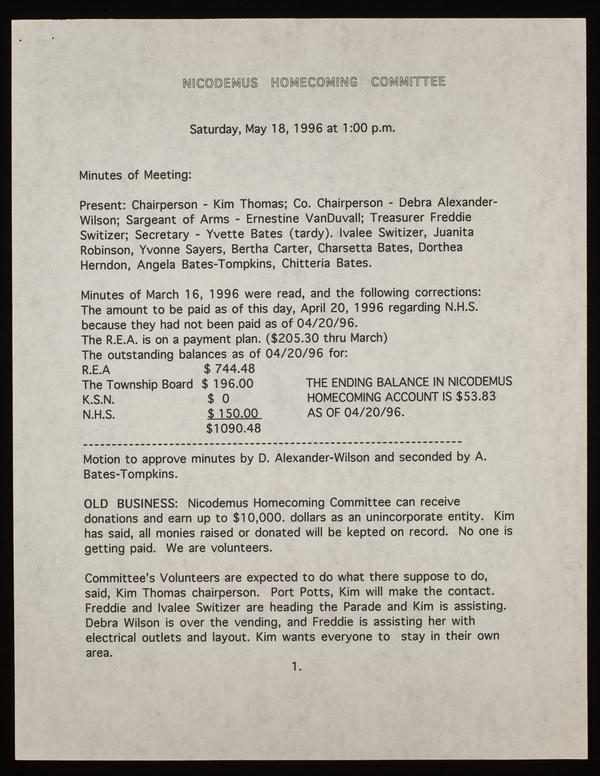 NICODEMUS HOMECOMING COMMITTEE
Saturday, May 18, 1996 at 1:00 p.m.
Minutes of Meeting:
Present: Chairperson - Kim Thomas; Co. Chairperson - Debra Alexander-
Wilson; Sargeant of Arms - Ernestine VanDuvall; Treasurer Freddie
Switizer; Secretary - Yvette Bates (tardy). Ivalee Switizer, Juanita
Robinson, Yvonne Sayers, Bertha Carter, Charsetta Bates, Dorthea
Herndon, Angela Bates-Tompkins, Chitteria Bates.
Minutes of March 16, 1996 were read, and the following corrections:
The amount to be paid as of this day, April 20, 1996 regarding N.H.S.
because they had not been paid as of 04/20/96.
The R.E.A. is on a payment plan. ($205.30 thru March)
The outstanding balances as of 04/20/96 for:
R.E.A $ 744.48
The Township Board $ 196.00 THE ENDING BALANCE IN NICODEMUS
K.S.N. $ 0 HOMECOMING ACCOUNT IS $53.83
N.H.S. $ 150.00 AS OF 04/20/96.
$1090.48
----------------------------------------------------------------
Motion to approve minutes by D. Alexander-Wilson and seconded by A.
Bates-Tompkins.
OLD BUSINESS: Nicodemus Homecoming Committee can receive
donations and earn up to $10,000. dollars as an unincorporate entity. Kim
has said, all monies raised or donated will be kepted on record. No one is
getting paid. We are volunteers.
Committee's Volunteers are expected to do what there suppose to do,
said, Kim Thomas chairperson. Port Potts, Kim will make the contact.
Freddie and Ivalee Switizer are heading the Parade and Kim is assisting.
Debra Wilson is over the vending, and Freddie is assisting her with
electrical outlets and layout. Kim wants everyone to stay in their own
area.
1.